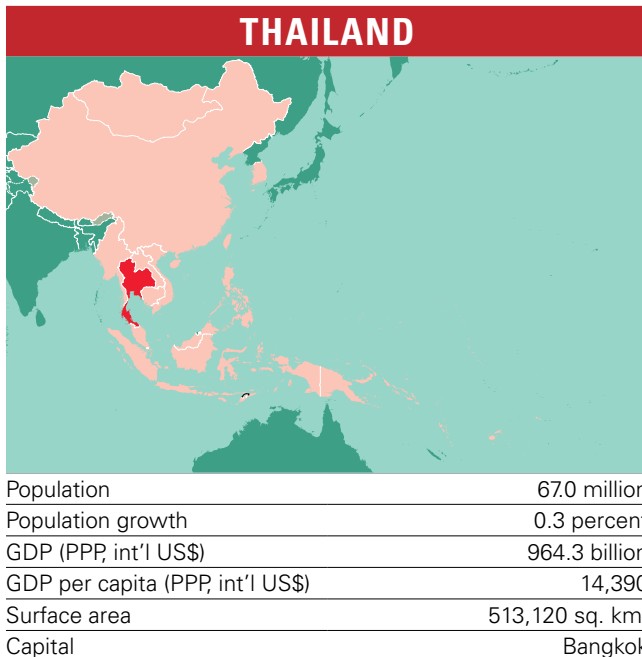 THAILAND
Population 67.0 million
Population growth 0.3 percent
GDP (PPP, int'l US$) 964.3 billion
GDP per capita (PPP, int'l US$) 14,390
Surface area 513,120 sq. km
Capital Bangkok